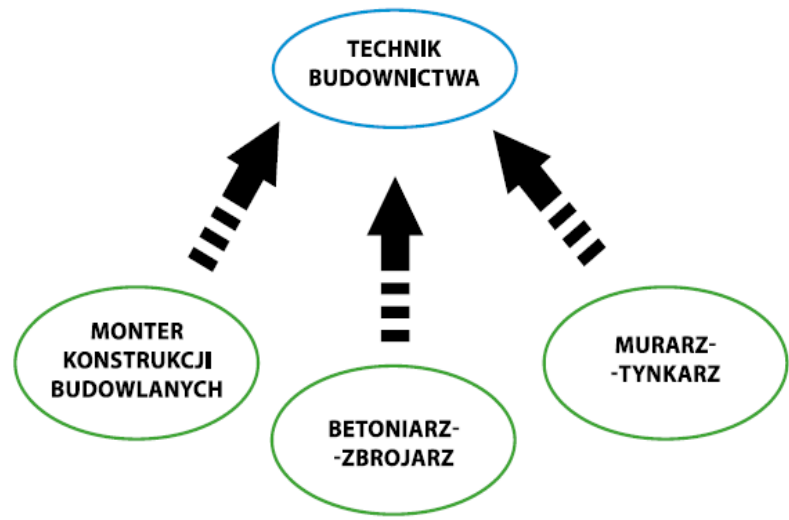 TECHNIK
BUDOWNICTWA
MONTER
KONSTRUKCJI
BUDOWLANYCH
BETONIARZ-
-ZBROJARZ
MURARZ-
-TYNKARZ